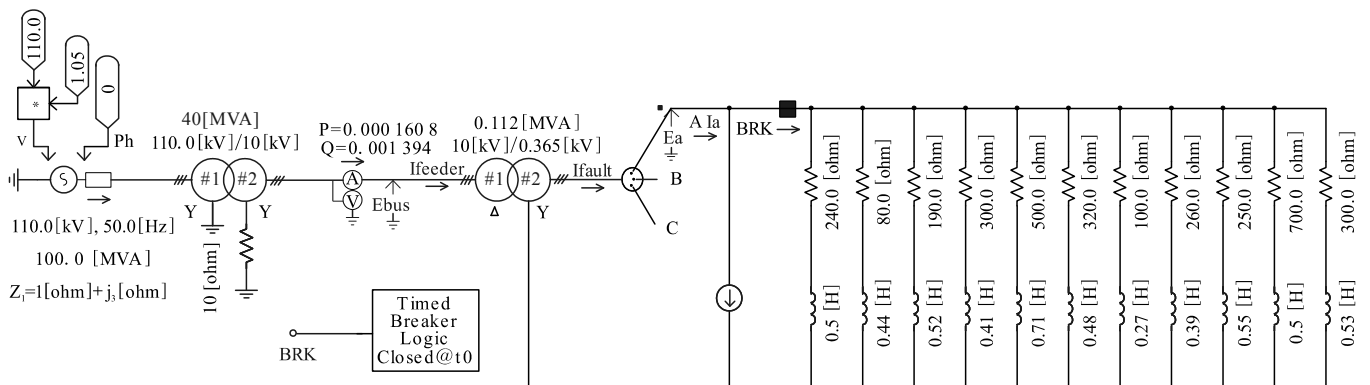 110.0
1.05
0
*
V
Ph
40[MVA]
110.0[kV]/10[kV]
#1
#2
Y
Y
10 [ohm]
110.0[kV], 50.0[Hz]
100. 0 [MVA]
Z₁=1[ohm]+j₃[ohm]
P=0.000 160 8
Q=0.001 394
A
V
Ebus
Ifeeder
0.112[MVA]
10[kV]/0.365[kV]
#1
#2
Δ
Y
Ifault
A
B
C
Ea
Ia
BRK
BRK
Timed
Breaker
Logic
Closed@t0
240.0 [ohm]
80.0 [ohm]
190.0 [ohm]
300.0 [ohm]
500.0 [ohm]
320.0 [ohm]
100.0 [ohm]
260.0 [ohm]
250.0 [ohm]
700.0 [ohm]
300.0 [ohm]
0.5 [H]
0.44 [H]
0.52 [H]
0.41 [H]
0.71 [H]
0.48 [H]
0.27 [H]
0.39 [H]
0.55 [H]
0.5 [H]
0.53 [H]